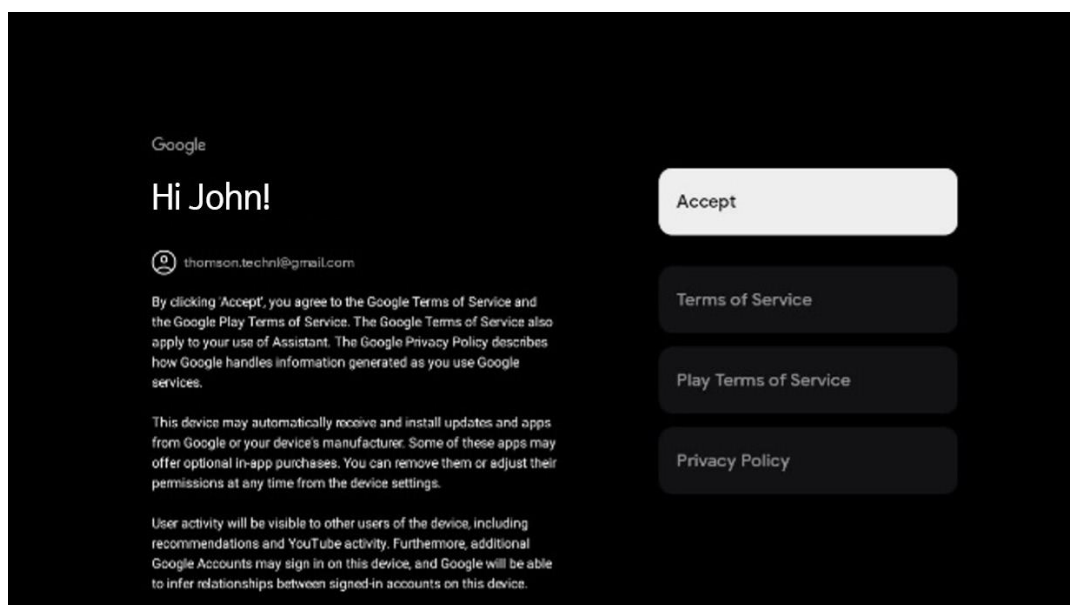 Google
Hi John!
thomson.technl@gmail.com
By clicking 'Accept', you agree to the Google Terms of Service and
the Google Play Terms of Service. The Google Terms of Service also
apply to your use of Assistant. The Google Privacy Policy describes
how Google handles information generated as you use Google
services.
This device may automatically receive and install updates and apps
from Google or your device's manufacturer. Some of these apps may
offer optional in-app purchases. You can remove them or adjust their
permissions at any time from the device settings.
User activity will be visible to other users of the device, including
recommendations and YouTube activity. Furthermore, additional
Google Accounts may sign in on this device, and Google will be able
to infer relationships between signed-in accounts on this device.
Accept
Terms of Service
Play Terms of Service
Privacy Policy